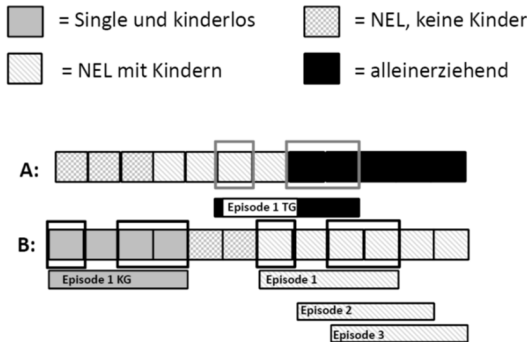 = Single und kinderlos
= NEL, keine Kinder
= NEL mit Kindern
= alleinerziehend
A:
Episode 1 TG
B:
Episode 1 KG
Episode 1
Episode 2
Episode 3